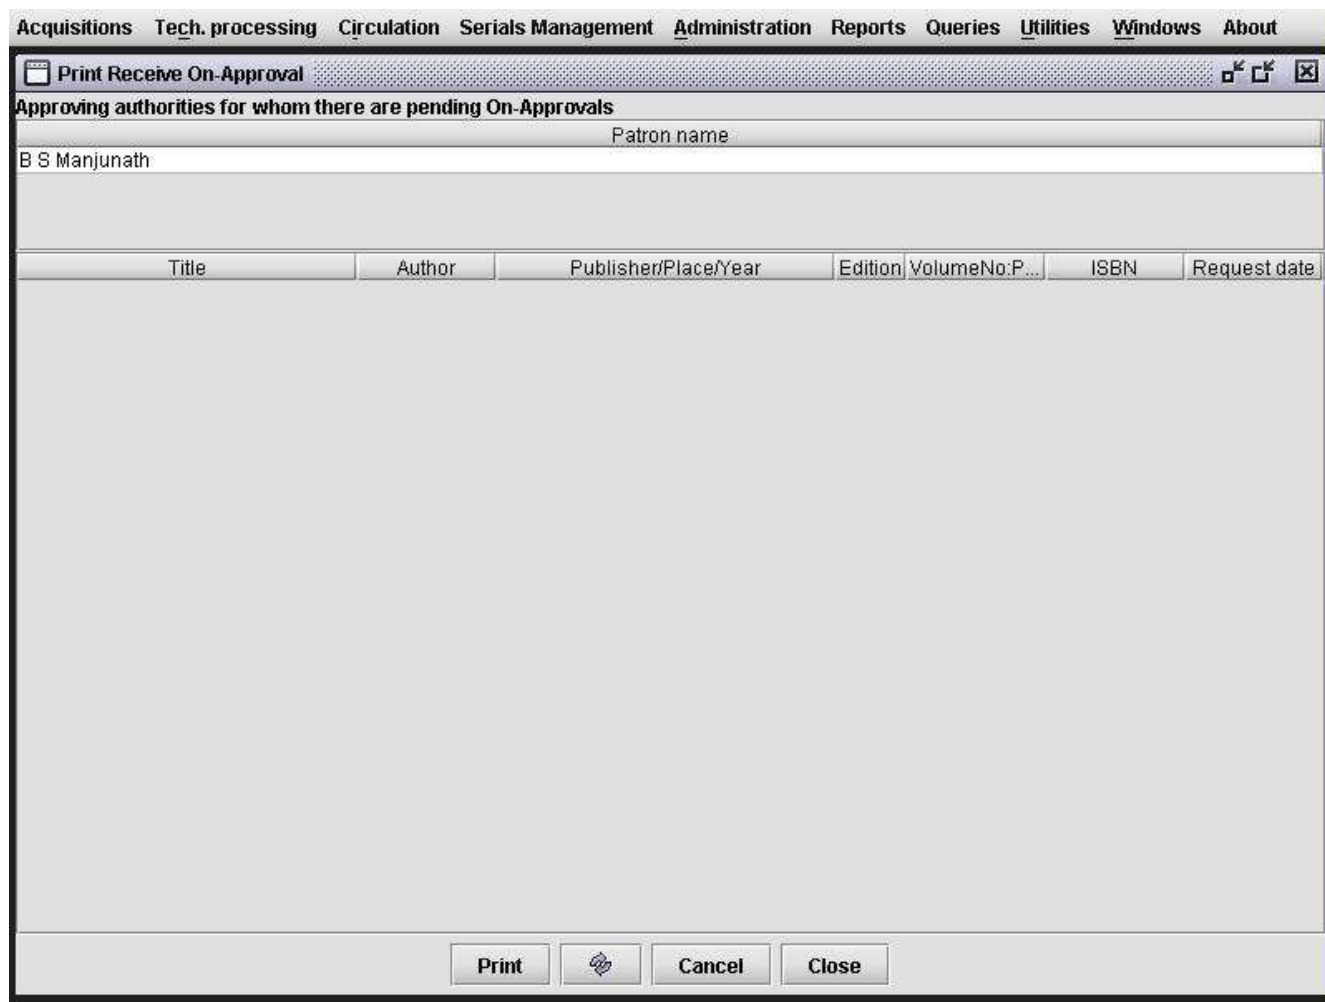 Acquisitions Tech. processing Circulation Serials Management Administration Reports Queries Utilities Windows About
Print Receive On-Approval
Approving authorities for whom there are pending On-Approvals
Patron name
B S Manjunath
Title Author Publisher/Place/Year Edition VolumeNo:P... ISBN Request date
Print Cancel Close